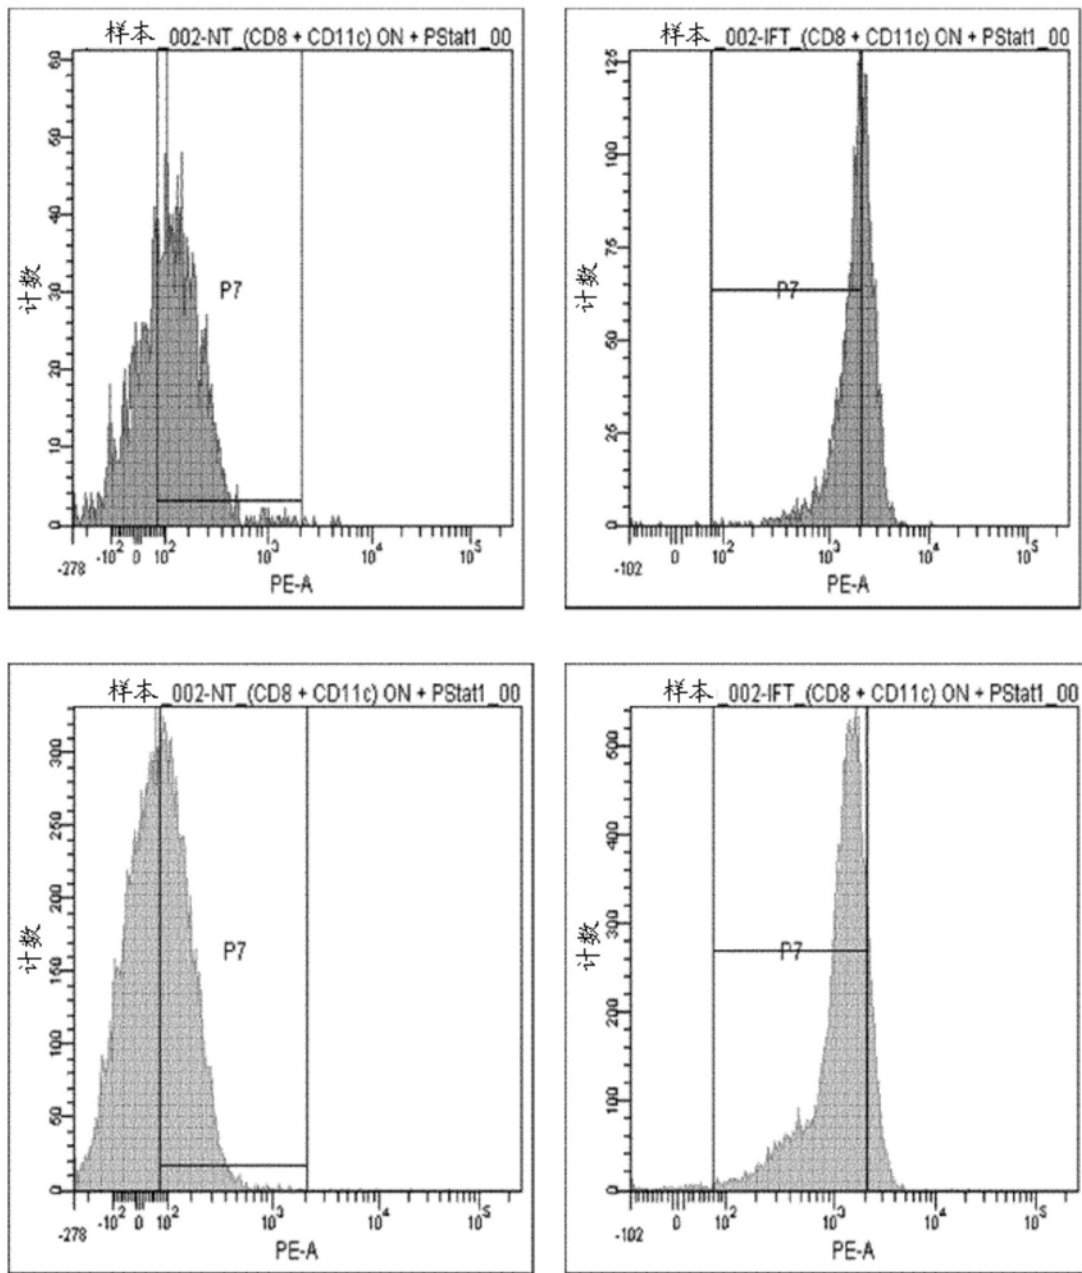 样本_002-NT_(CD8 + CD11c) ON + PStat1_00
计数
60
50
40
30
20
10
0
P7
-278
-10² 0 10² 10³ 10⁴ 10⁵
PE-A
样本_002-IFT_(CD8 + CD11c) ON + PStat1_00
计数
125
100
75
50
25
0
P7
-102
0 10² 10³ 10⁴ 10⁵
PE-A
样本_002-NT_(CD8 + CD11c) ON + PStat1_00
计数
300
250
200
150
100
50
0
P7
-278
-10² 0 10² 10³ 10⁴ 10⁵
PE-A
样本_002-IFT_(CD8 + CD11c) ON + PStat1_00
计数
500
400
300
200
100
0
P7
-102
0 10² 10³ 10⁴ 10⁵
PE-A